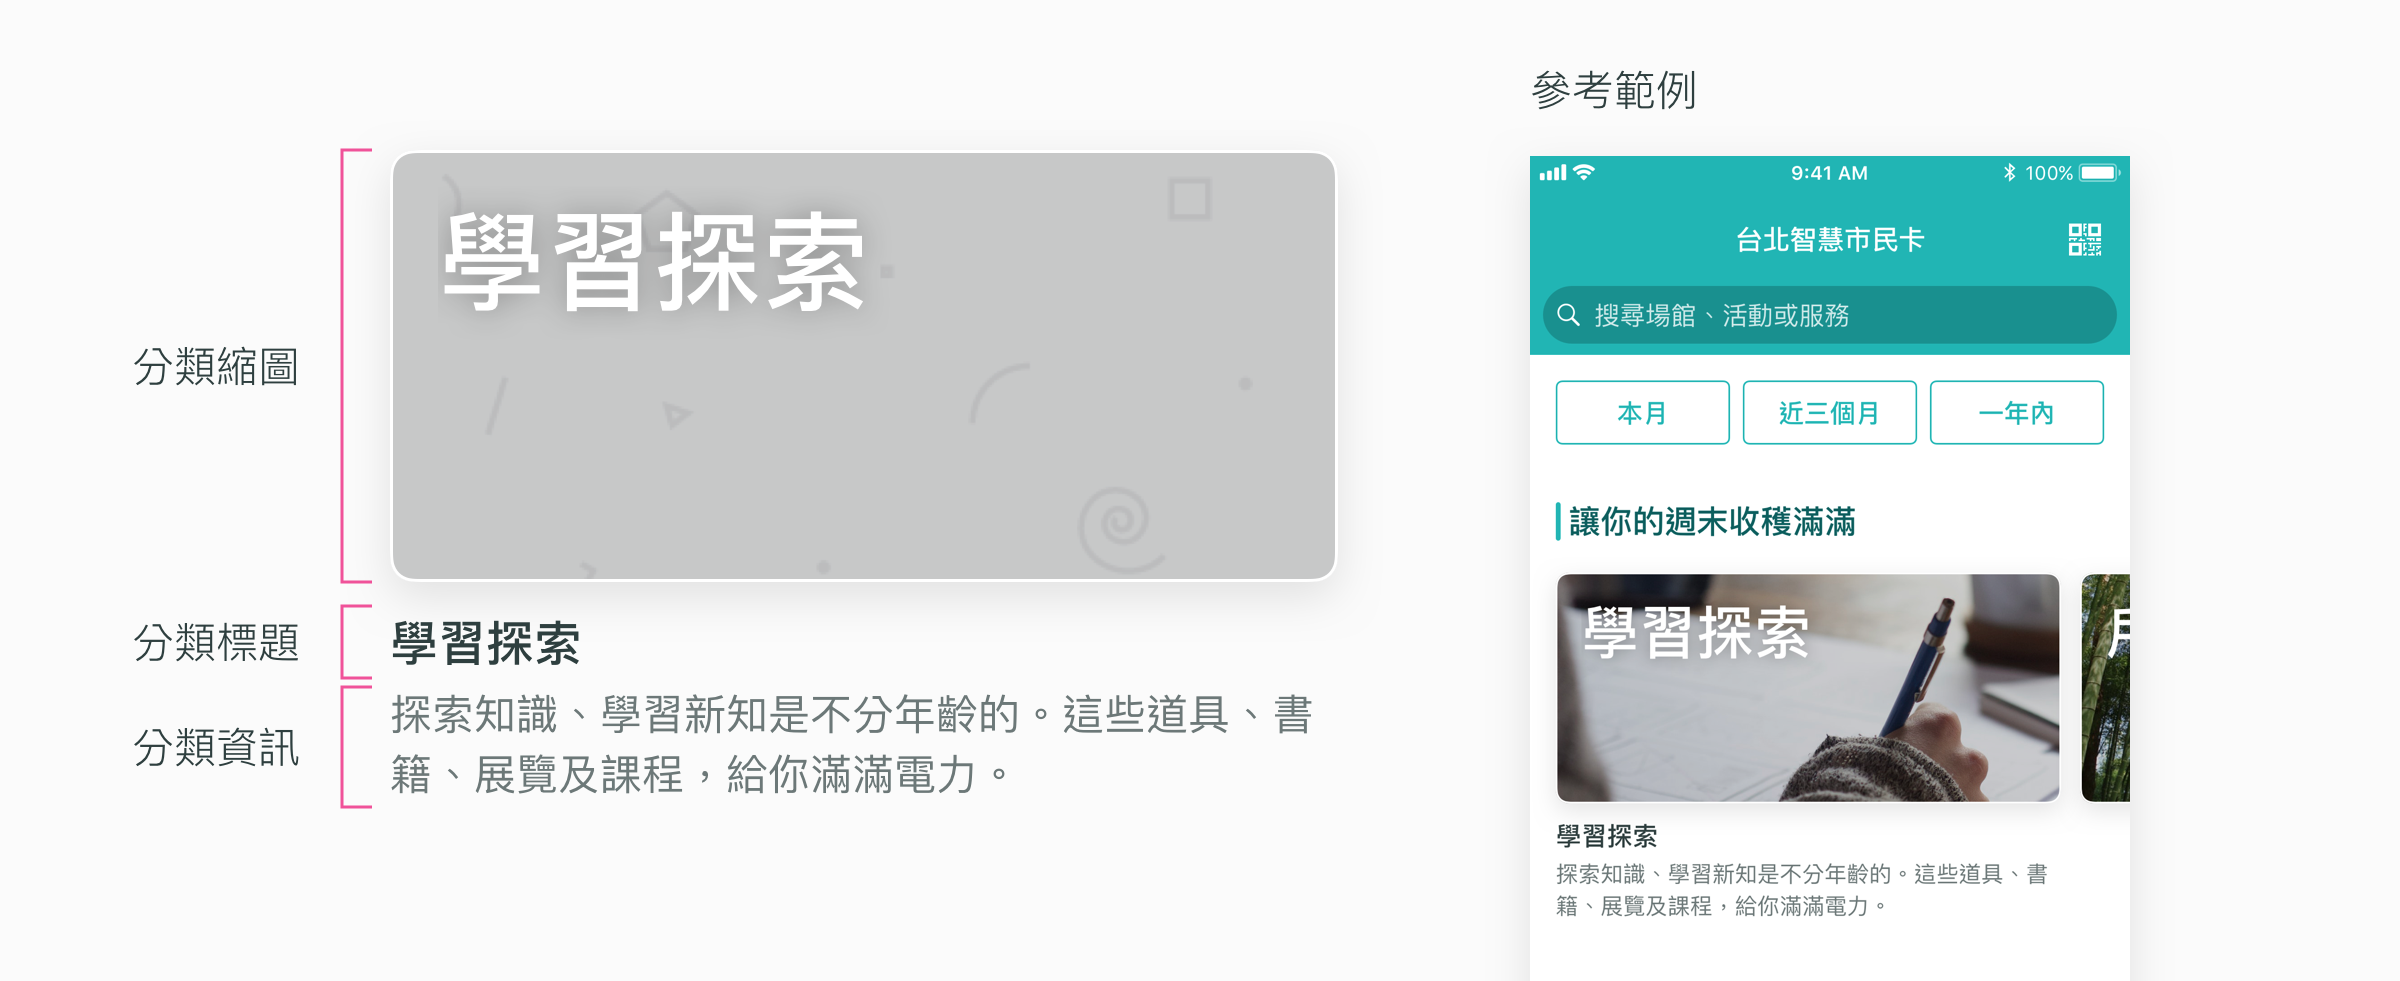 分類縮圖
學習探索
分類標題
學習探索
分類資訊
探索知識、學習新知是不分年齡的。這些道具、書
籍、展覽及課程，給你滿滿電力。
參考範例
9:41 AM
100%
台北智慧市民卡
搜尋場館、活動或服務
本月
近三個月
一年內
讓你的週末收穫滿滿
學習探索
學習探索
探索知識、學習新知是不分年齡的。這些道具、書
籍、展覽及課程，給你滿滿電力。